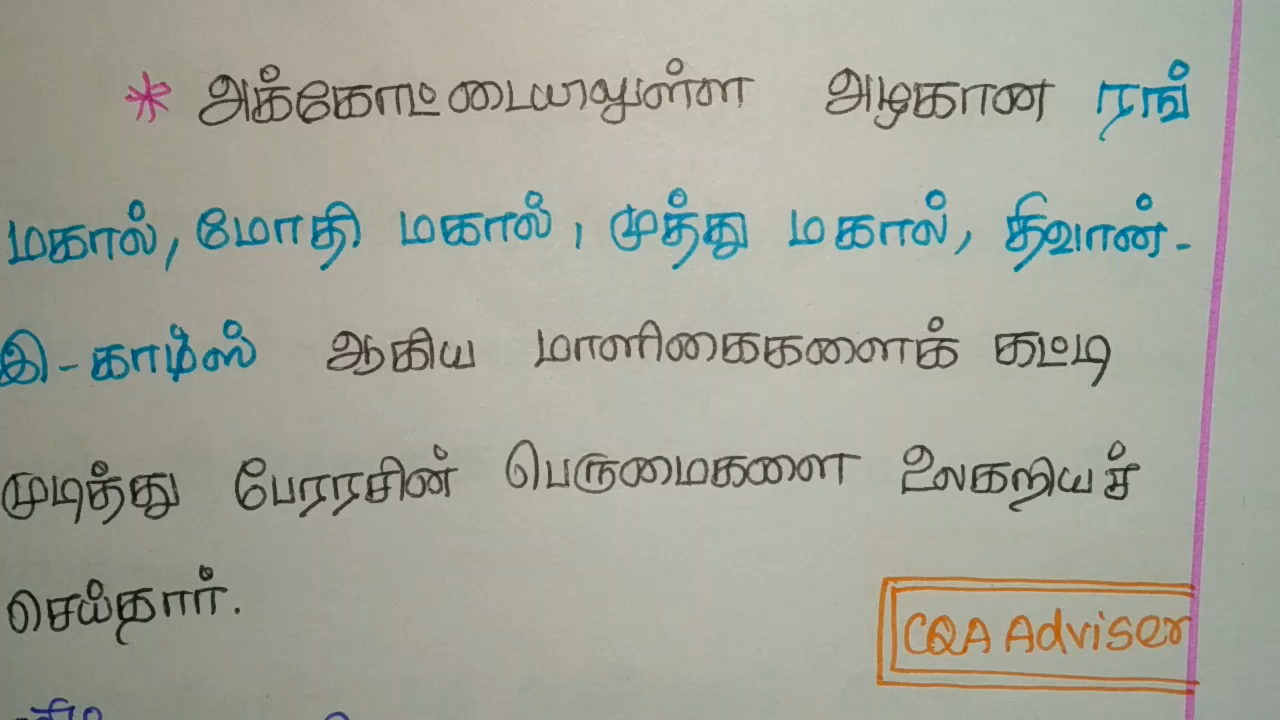 * அக்கோட்டையிலுள்ள அழகான ரங்
மகால், மோதி மகால், முத்து மகால், திவான்-
இ-காம்ஸ் ஆகிய மாளிகைகளைக் கட்டி
முடித்து பேரரசின் பெருமைகளை உலகறியச்
செய்தார்.
CQA Adviser